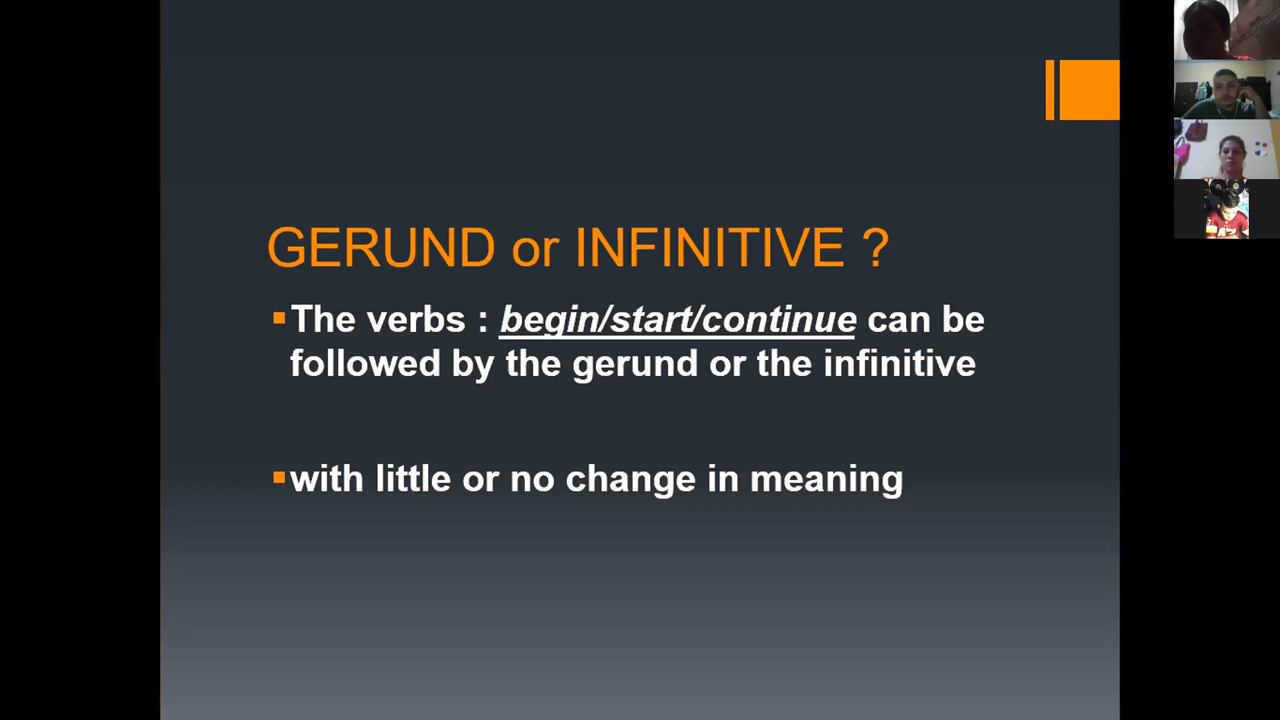 GERUND or INFINITIVE ?
The verbs : begin/start/continue can be
followed by the gerund or the infinitive
with little or no change in meaning